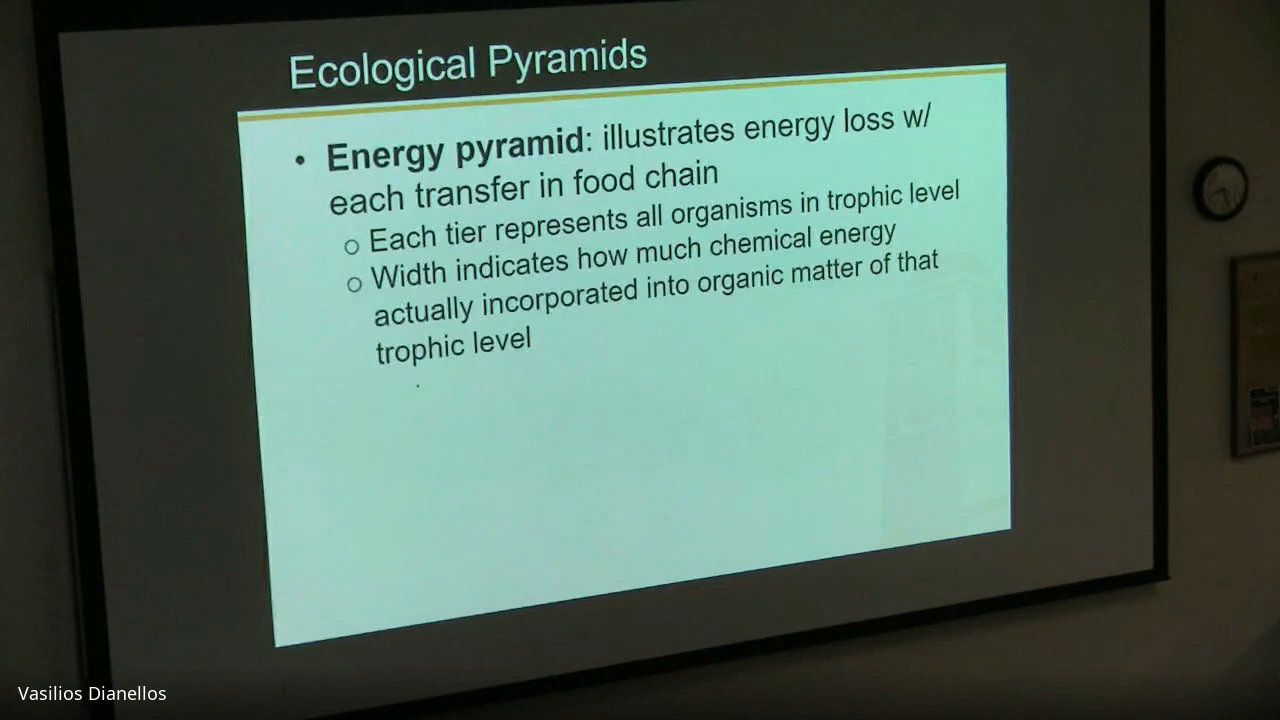 Ecological Pyramids
• Energy pyramid: illustrates energy loss w/
each transfer in food chain
o Each tier represents all organisms in trophic level
o Width indicates how much chemical energy
actually incorporated into organic matter of that
trophic level
Vasilios Dianellos